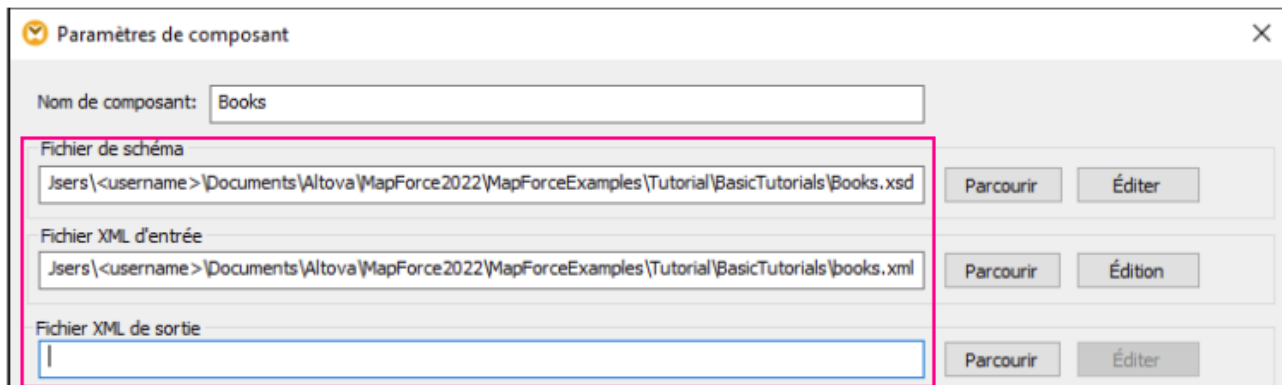 Paramètres de composant
Nom de composant: Books
Fichier de schéma
Jsers\<username>\Documents\Altova\MapForce2022\MapForceExamples\Tutorial\BasicTutorials\Books.xsd Parcourir Éditer
Fichier XML d'entrée
Jsers\<username>\Documents\Altova\MapForce2022\MapForceExamples\Tutorial\BasicTutorials\books.xml Parcourir Édition
Fichier XML de sortie
Parcourir Éditer